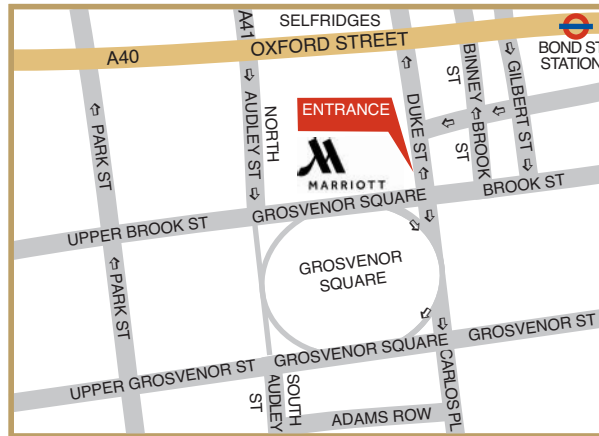 SELFRIDGES
A40
OXFORD STREET
A41
BOND ST
STATION
PARK ST
NORTH
AUDLEY ST
ENTRANCE
MARRIOTT
DUKE ST
BINNEY
ST
BROOK
ST
GILBERT ST
UPPER BROOK ST
GROSVENOR SQUARE
BROOK ST
GROSVENOR
SQUARE
PARK ST
UPPER GROSVENOR ST
GROSVENOR SQUARE
GROSVENOR ST
SOUTH
AUDLEY
ST
CARLOS PL
ADAMS ROW